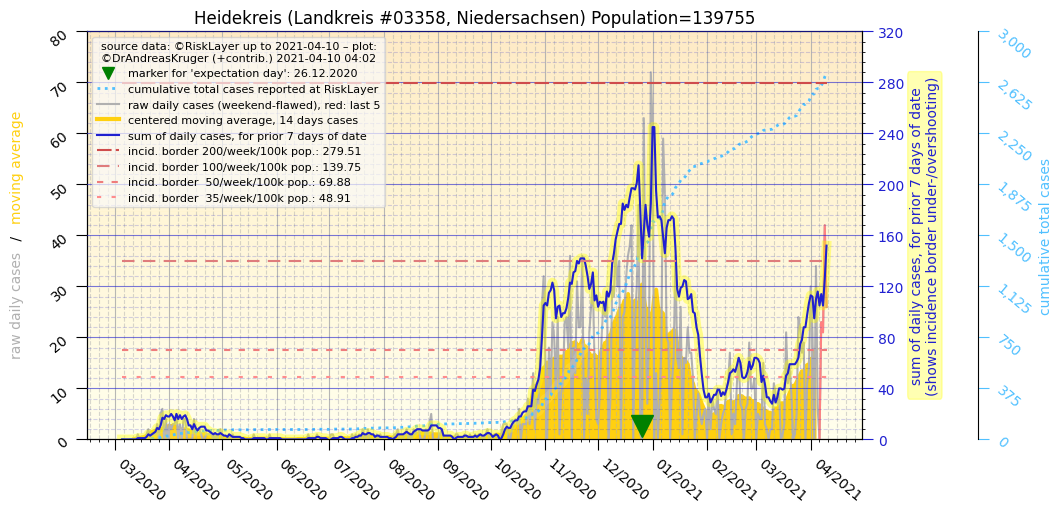 Heidekreis (Landkreis #03358, Niedersachsen) Population=139755
source data: ©RiskLayer up to 2021-04-10 – plot:
©DrAndreasKruger (+contrib.) 2021-04-10 04:02
marker for 'expectation day': 26.12.2020
cumulative total cases reported at RiskLayer
raw daily cases (weekend-flawed), red: last 5
centered moving average, 14 days cases
sum of daily cases, for prior 7 days of date
incid. border 200/week/100k pop.: 279.51
incid. border 100/week/100k pop.: 139.75
incid. border  50/week/100k pop.: 69.88
incid. border  35/week/100k pop.: 48.91
raw daily cases / moving average
80
70
60
50
40
30
20
10
0
03/2020
04/2020
05/2020
06/2020
07/2020
08/2020
09/2020
10/2020
11/2020
12/2020
01/2021
02/2021
03/2021
04/2021
320
280
240
200
160
120
80
40
0
sum of daily cases, for prior 7 days of date
(shows incidence border under-/overshooting)
3,000
2,625
2,250
1,875
1,500
1,125
750
375
0
cumulative total cases